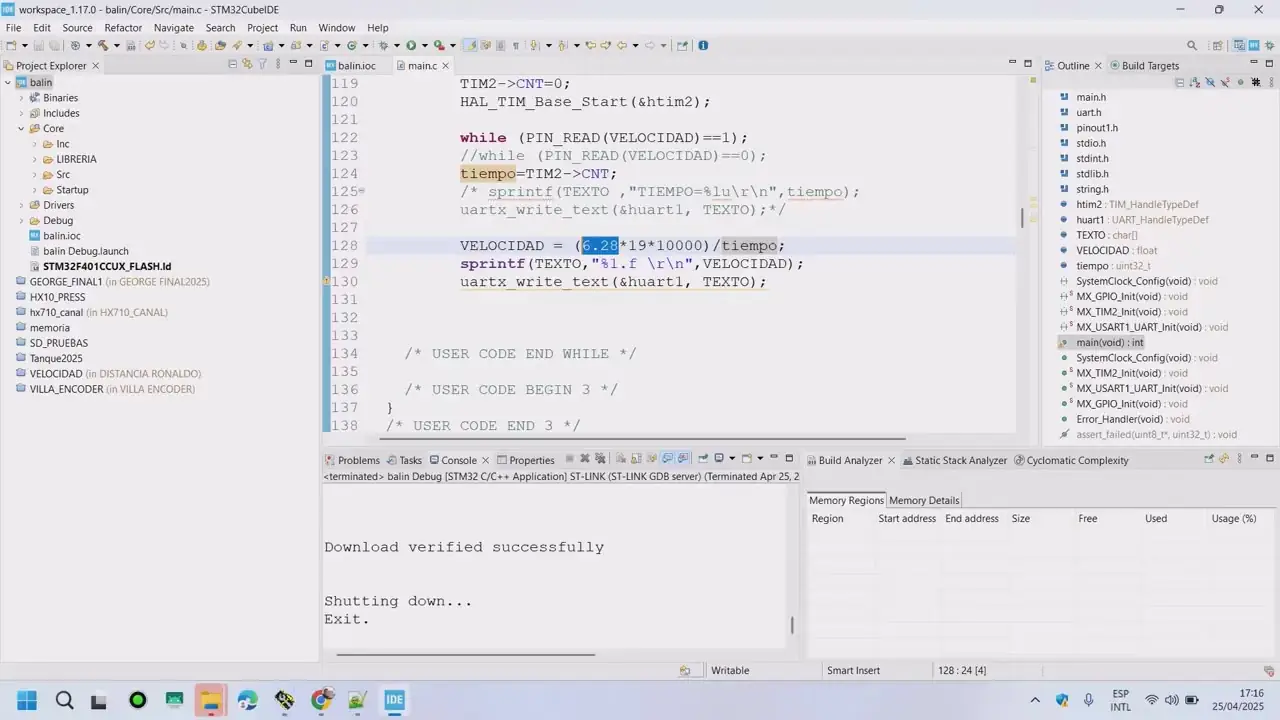 workspace_1.17.0 - balin/Core/Src/main.c - STM32CubeIDE
File Edit Source Refactor Navigate Search Project Run Window Help
Project Explorer
balin
Binaries
Includes
Core
Inc
LIBRERIA
Src
Startup
Drivers
Debug
balin.ioc
balin Debug.launch
STM32F401CCUX_FLASH.ld
GEORGE_FINAL1 (in GEORGE FINAL2025)
HX10_PRESS
hx710_canal (in HX710_CANAL)
memoria
SD_PRUEBAS
Tanque2025
VELOCIDAD (in DISTANCIA RONALDO)
VILLA_ENCODER (in VILLA ENCODER)
balin.ioc main.c
119 TIM2->CNT=0;
120 HAL_TIM_Base_Start(&htim2);
121
122 while (PIN_READ(VELOCIDAD)==1);
123 //while (PIN_READ(VELOCIDAD)==0);
124 tiempo=TIM2->CNT;
125 /* sprintf(TEXTO ,"TIEMPO=%lu\r\n",tiempo);
126 uartx_write_text(&huart1, TEXTO);*/
127
128 VELOCIDAD = (6.28*19*10000)/tiempo;
129 sprintf(TEXTO,"%1.f \r\n",VELOCIDAD);
130 uartx_write_text(&huart1, TEXTO);
131
132
133
134 /* USER CODE END WHILE */
135
136 /* USER CODE BEGIN 3 */
137 }
138 /* USER CODE END 3 */
Outline Build Targets
main.h
uart.h
pinout1.h
stdio.h
stdint.h
stdlib.h
string.h
htim2 : TIM_HandleTypeDef
huart1 : UART_HandleTypeDef
TEXTO : char[]
VELOCIDAD : float
tiempo : uint32_t
SystemClock_Config(void) : void
MX_GPIO_Init(void) : void
MX_TIM2_Init(void) : void
MX_USART1_UART_Init(void) : void
main(void) : int
SystemClock_Config(void) : void
MX_TIM2_Init(void) : void
MX_USART1_UART_Init(void) : void
MX_GPIO_Init(void) : void
Error_Handler(void) : void
assert_failed(uint8_t*, uint32_t) : void
Problems Tasks Console Properties
<terminated> balin Debug [STM32 C/C++ Application] ST-LINK (ST-LINK GDB server) (Terminated Apr 25, 2
Download verified successfully
Shutting down...
Exit.
Build Analyzer Static Stack Analyzer Cyclomatic Complexity
Memory Regions Memory Details
Region Start address End address Size Free Used Usage (%)
Writable Smart Insert 128 : 24 [4]
IDE
ESP
INTL
17:16
25/04/2025